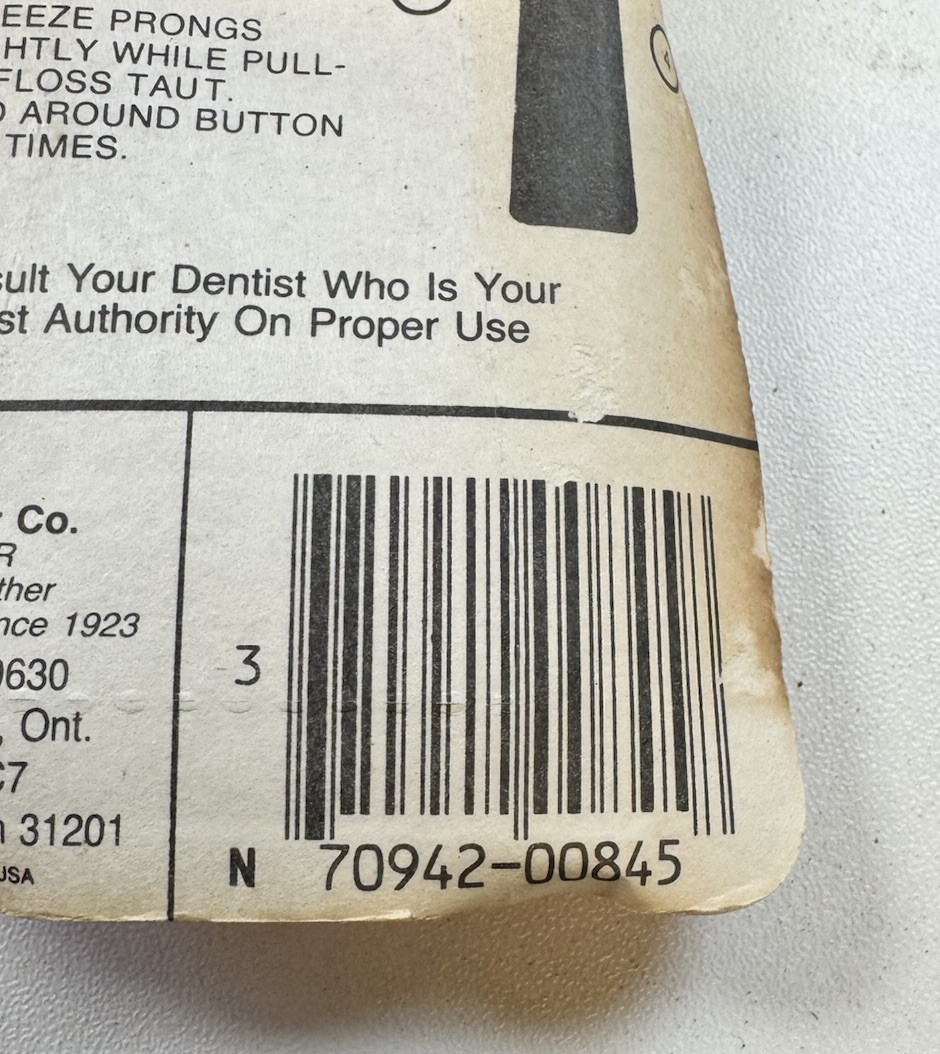 EEZE PRONGS
HTLY WHILE PULL-
FLOSS TAUT.
AROUND BUTTON
TIMES.
4
sult Your Dentist Who Is Your
st Authority On Proper Use
Co.
R
ther
nce 1923
0630
, Ont.
C7
31201
USA
3
N 70942-00845